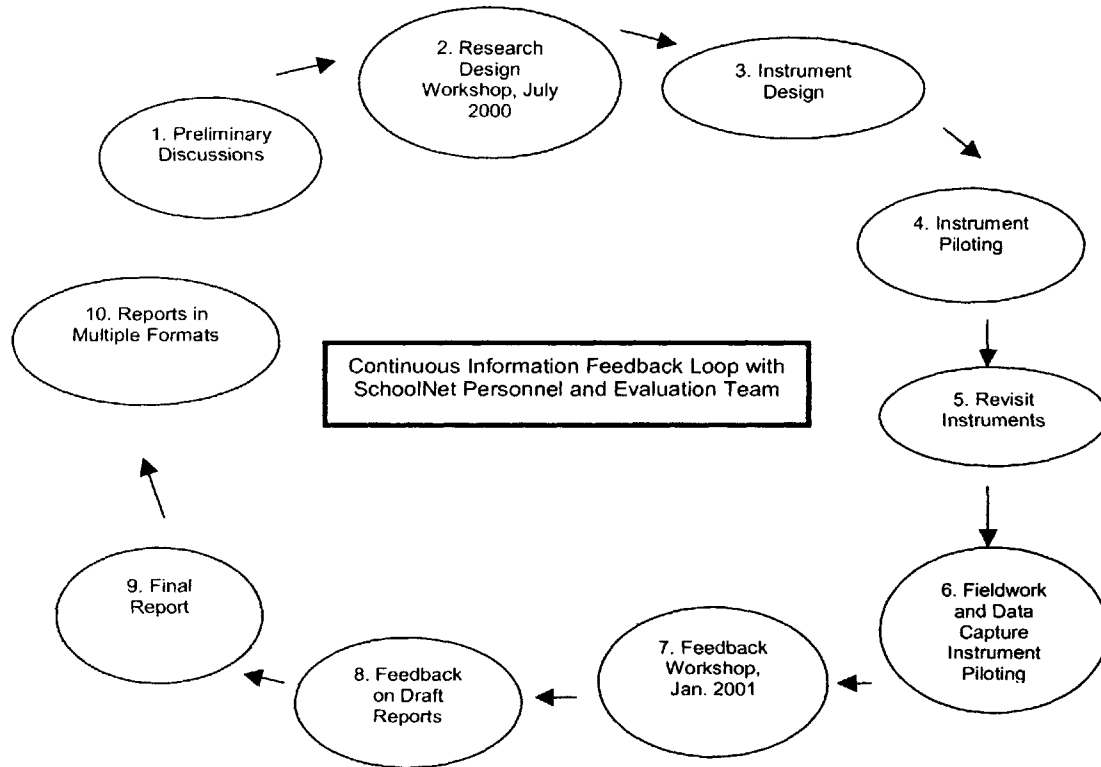 1. Preliminary
Discussions
2. Research
Design
Workshop, July
2000
3. Instrument
Design
4. Instrument
Piloting
5. Revisit
Instruments
6. Fieldwork
and Data
Capture
Instrument
Piloting
7. Feedback
Workshop,
Jan. 2001
8. Feedback
on Draft
Reports
9. Final
Report
10. Reports in
Multiple Formats
Continuous Information Feedback Loop with
SchoolNet Personnel and Evaluation Team